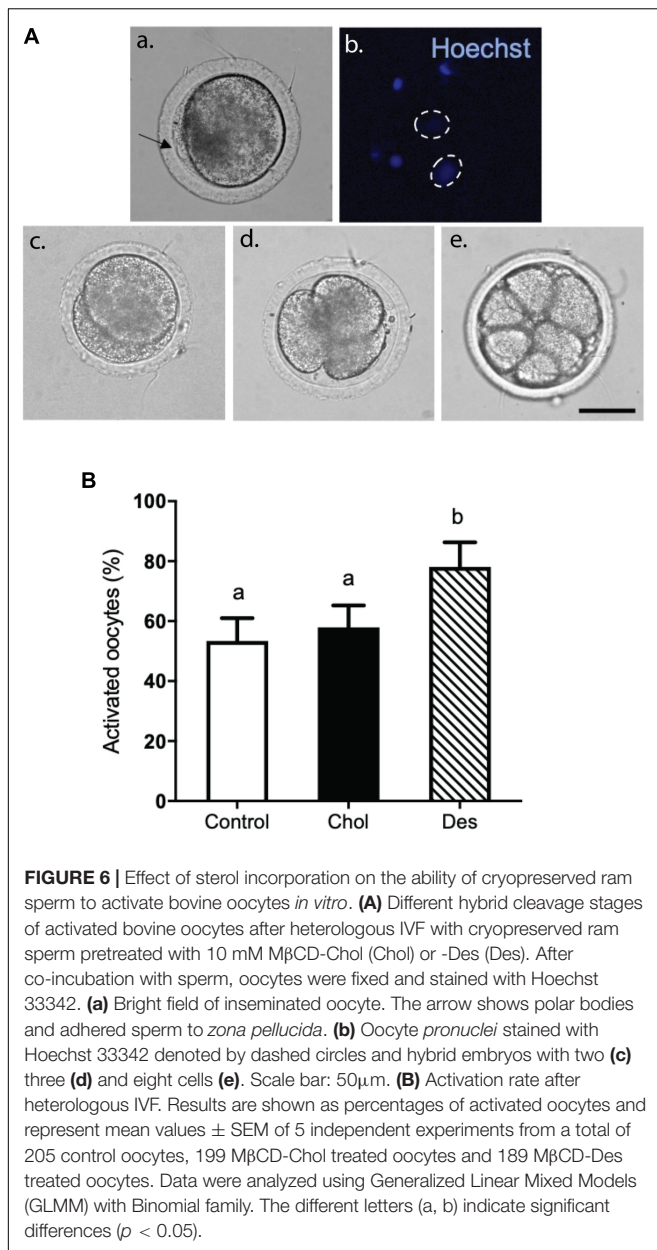 A
a.
b.
Hoechst
c.
d.
e.
B
100
80
60
40
20
0
Activated oocytes (%)
a
a
b
Control Chol Des
FIGURE 6 | Effect of sterol incorporation on the ability of cryopreserved ram
sperm to activate bovine oocytes in vitro. (A) Different hybrid cleavage stages
of activated bovine oocytes after heterologous IVF with cryopreserved ram
sperm pretreated with 10 mM MβCD-Chol (Chol) or -Des (Des). After
co-incubation with sperm, oocytes were fixed and stained with Hoechst
33342. (a) Bright field of inseminated oocyte. The arrow shows polar bodies
and adhered sperm to zona pellucida. (b) Oocyte pronuclei stained with
Hoechst 33342 denoted by dashed circles and hybrid embryos with two (c)
three (d) and eight cells (e). Scale bar: 50μm. (B) Activation rate after
heterologous IVF. Results are shown as percentages of activated oocytes and
represent mean values ± SEM of 5 independent experiments from a total of
205 control oocytes, 199 MβCD-Chol treated oocytes and 189 MβCD-Des
treated oocytes. Data were analyzed using Generalized Linear Mixed Models
(GLMM) with Binomial family. The different letters (a, b) indicate significant
differences (p < 0.05).